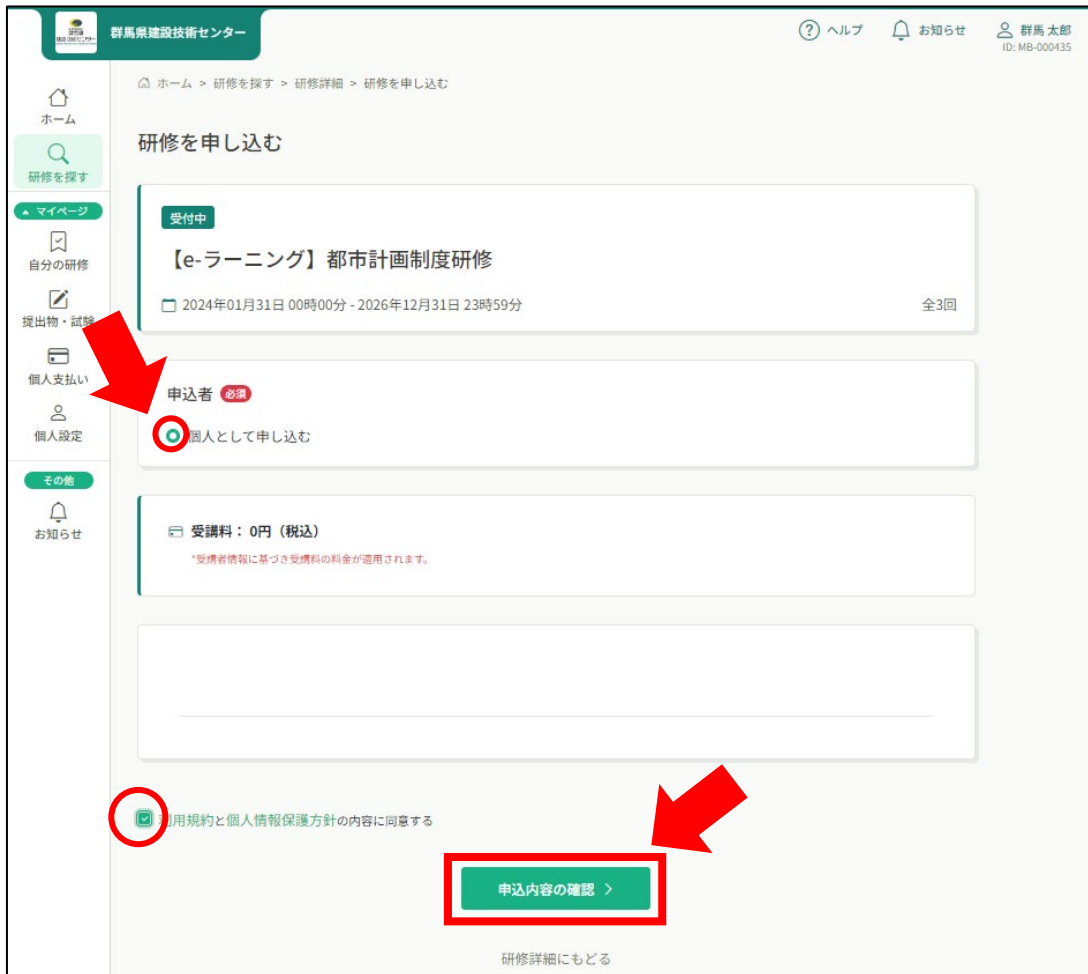 群馬県建設技術センター
ヘルプ
お知らせ
群馬 太郎
ID: MB-000435
ホーム > 研修を探す > 研修詳細 > 研修を申し込む
ホーム
研修を探す
マイページ
自分の研修
提出物・試験
個人支払い
個人設定
その他
お知らせ
研修を申し込む
受付中
【e-ラーニング】都市計画制度研修
2024年01月31日 00時00分 - 2026年12月31日 23時59分
全3回
申込者 必須
個人として申し込む
受講料： 0円（税込）
*受講者情報に基づき受講料の料金が適用されます。
利用規約と個人情報保護方針の内容に同意する
申込内容の確認 >
研修詳細にもどる